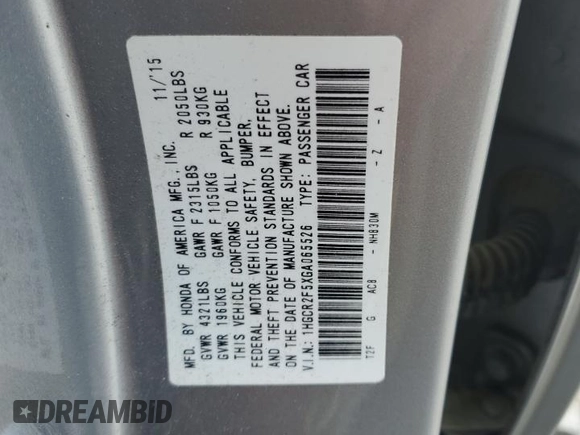 MFD. BY HONDA OF AMERICA MFG., INC. 11/'15
GVWR 4321LBS GAWR F 2315LBS R 2050LBS
GVWR 1960KG GAWR F 1050KG R 930KG
THIS VEHICLE CONFORMS TO ALL APPLICABLE
FEDERAL MOTOR VEHICLE SAFETY, BUMPER,
AND THEFT PREVENTION STANDARDS IN EFFECT
ON THE DATE OF MANUFACTURE SHOWN ABOVE.
V.I.N.: 1HGCR2F5XGA065526 TYPE: PASSENGER CAR
T2F G AC8 - NH830M - Z - A
DREAMBID